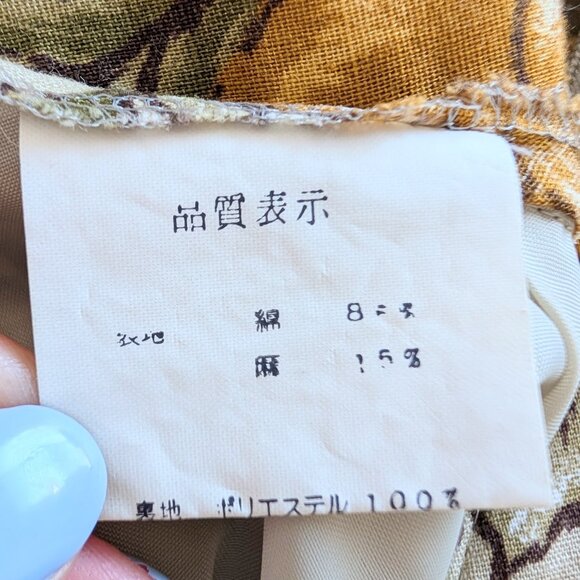 品質表示
表地 綿 85%
麻 15%
裏地 ポリエステル 100%